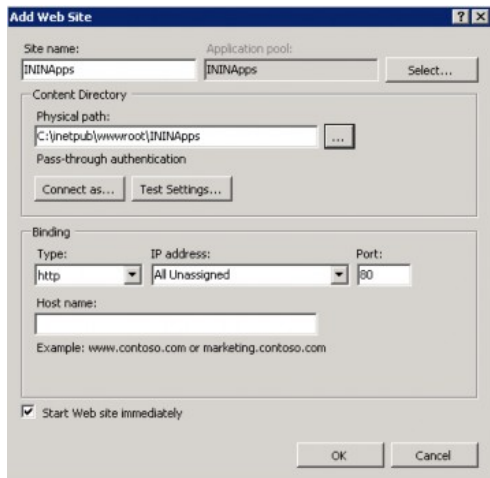 Add Web Site
? X
Site name: Application pool:
ININApps ININApps Select...
Content Directory
Physical path:
C:\inetpub\wwwroot\ININApps ...
Pass-through authentication
Connect as... Test Settings...
Binding
Type: IP address: Port:
http All Unassigned 80
Host name:
Example: www.contoso.com or marketing.contoso.com
Start Web site immediately
OK Cancel